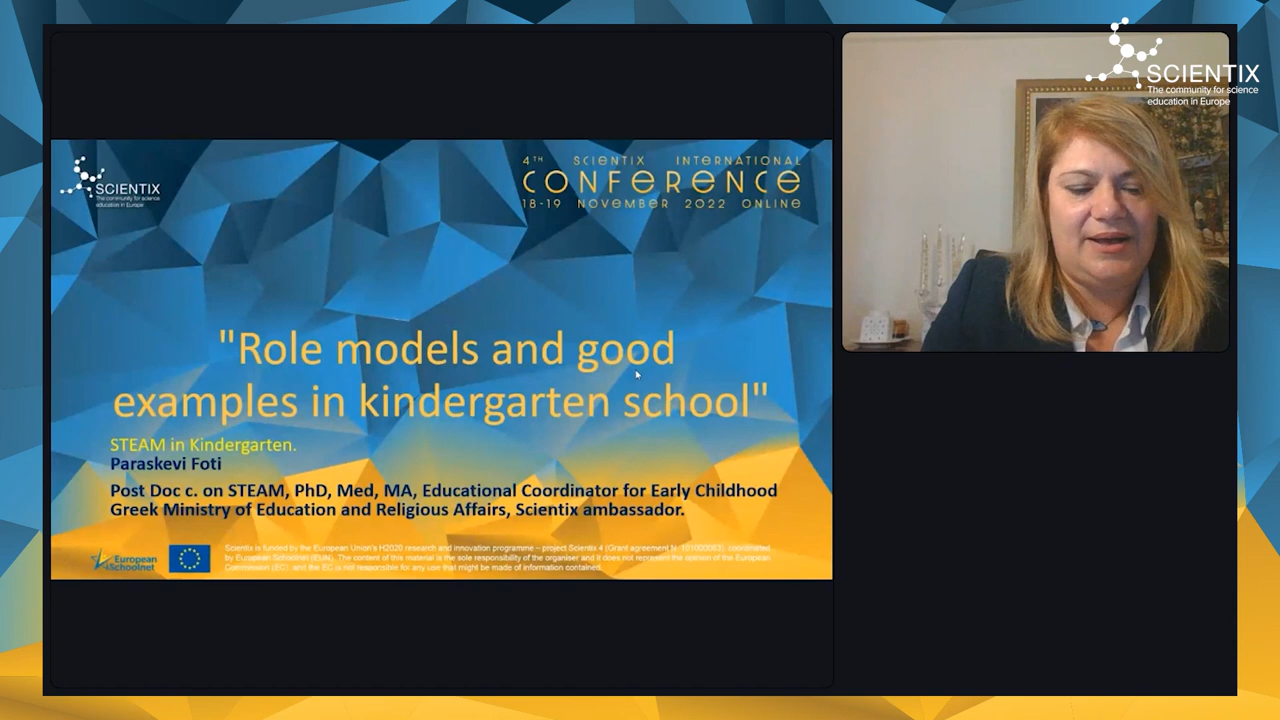 SCIENTIX
The community for science
education in Europe
4TH SCIENTIX INTERNATIONAL
CONFERENCE
18-19 NOVEMBER 2022 ONLINE
"Role models and good
examples in kindergarten school"
STEAM in Kindergarten.
Paraskevi Foti
Post Doc c. on STEAM, PhD, Med, MA, Educational Coordinator for Early Childhood
Greek Ministry of Education and Religious Affairs, Scientix ambassador.
European
Schoolnet
Scientix is funded by the European Union's H2020 research and innovation programme – project Scientix 4 (Grant agreement N. 101000063), coordinated
by European Schoolnet (EUN). The content of this material is the sole responsibility of the organiser and it does not represent the opinion of the European
Commission (EC), and the EC is not responsible for any use that might be made of information contained.
SCIENTIX
The community for science
education in Europe